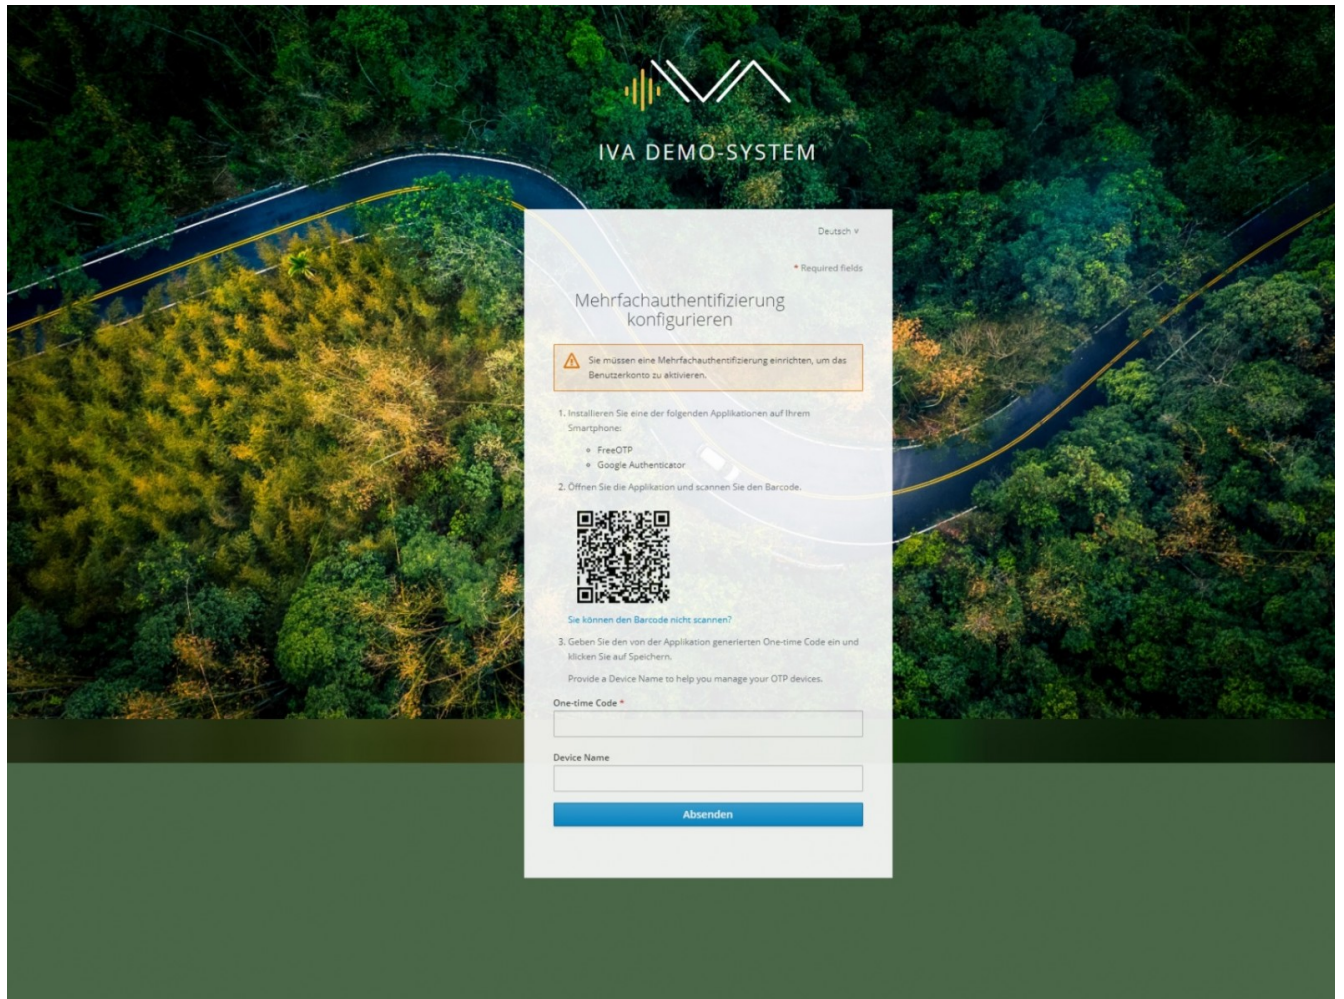 IVA DEMO-SYSTEM
Deutsch
* Required fields
Mehrfachauthentifizierung
konfigurieren
Sie müssen eine Mehrfachauthentifizierung einrichten, um das
Benutzerkonto zu aktivieren.
1. Installieren Sie eine der folgenden Applikationen auf Ihrem
Smartphone:
FreeOTP
Google Authenticator
2. Öffnen Sie die Applikation und scannen Sie den Barcode.
Sie können den Barcode nicht scannen?
3. Geben Sie den von der Applikation generierten One-time Code ein und
klicken Sie auf Speichern.
Provide a Device Name to help you manage your OTP devices.
One-time Code *
Device Name
Absenden